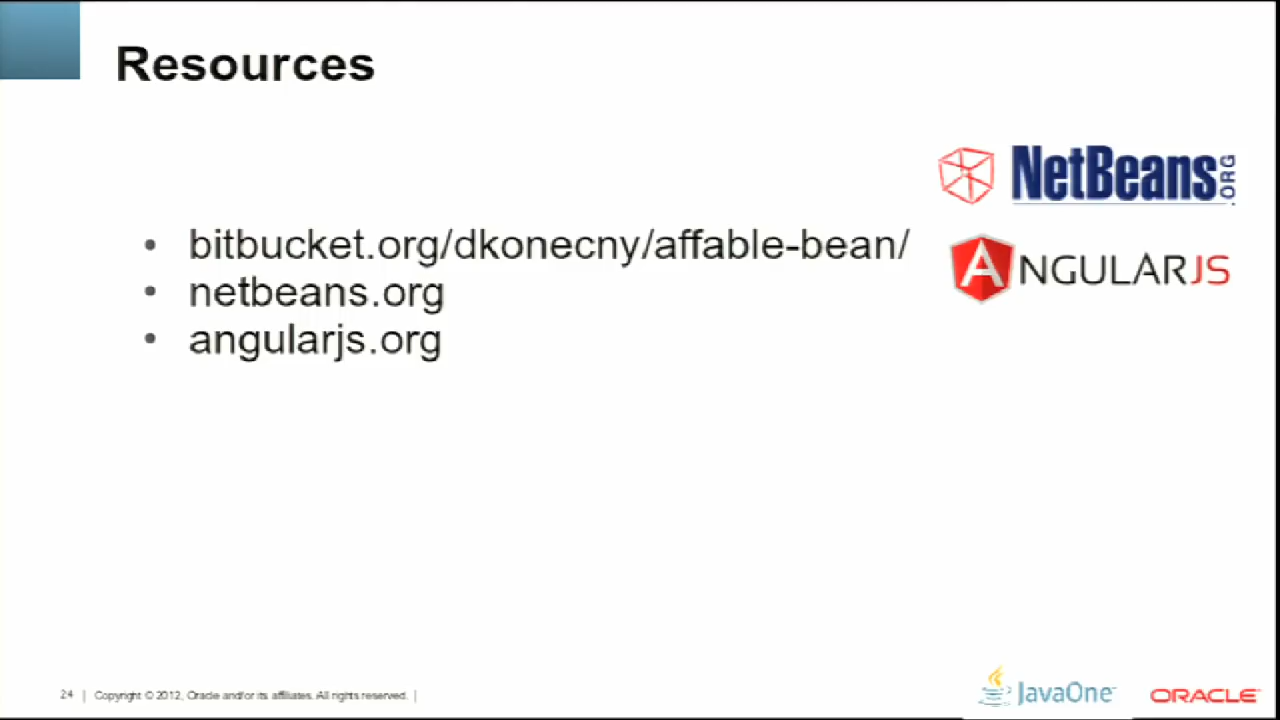 Resources
NetBeans.ORG
• bitbucket.org/dkonecny/affable-bean/
ANGULARJS
• netbeans.org
• angularjs.org
24 | Copyright © 2012, Oracle and/or its affiliates. All rights reserved. |
JavaOne™
ORACLE